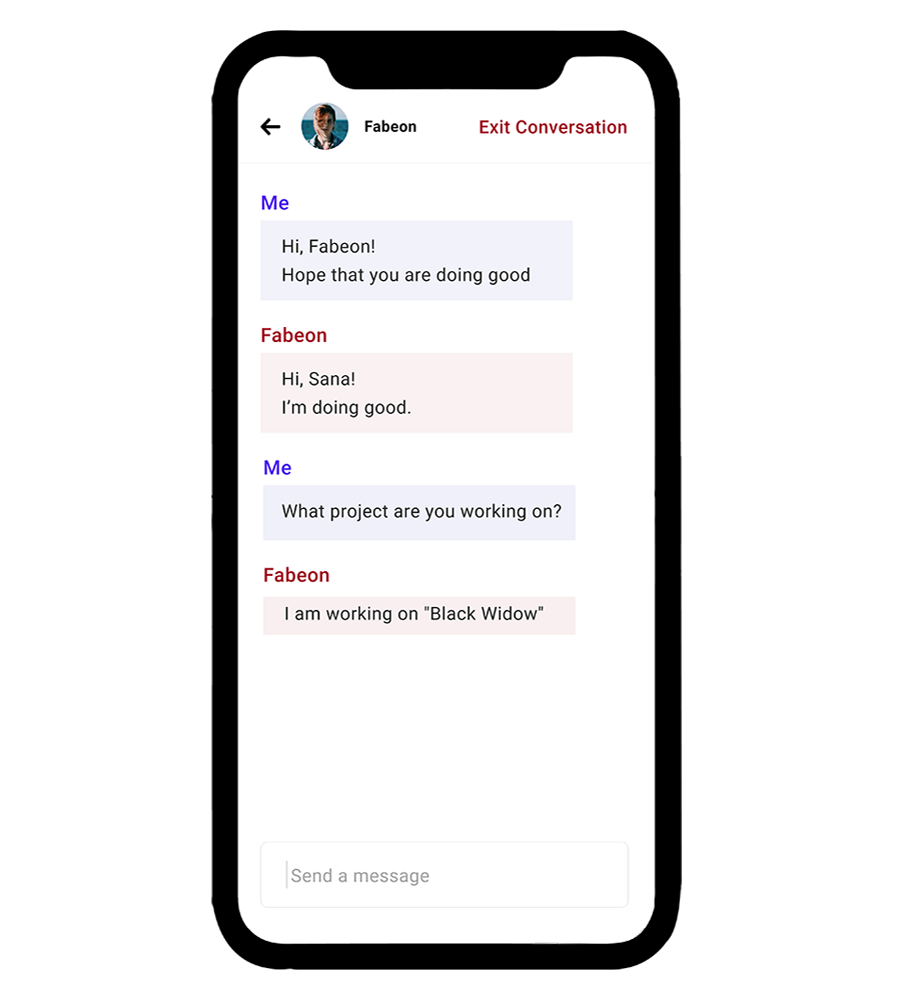 Fabeon
Exit Conversation
Me
Hi, Fabeon!
Hope that you are doing good
Fabeon
Hi, Sana!
I’m doing good.
Me
What project are you working on?
Fabeon
I am working on "Black Widow"
Send a message